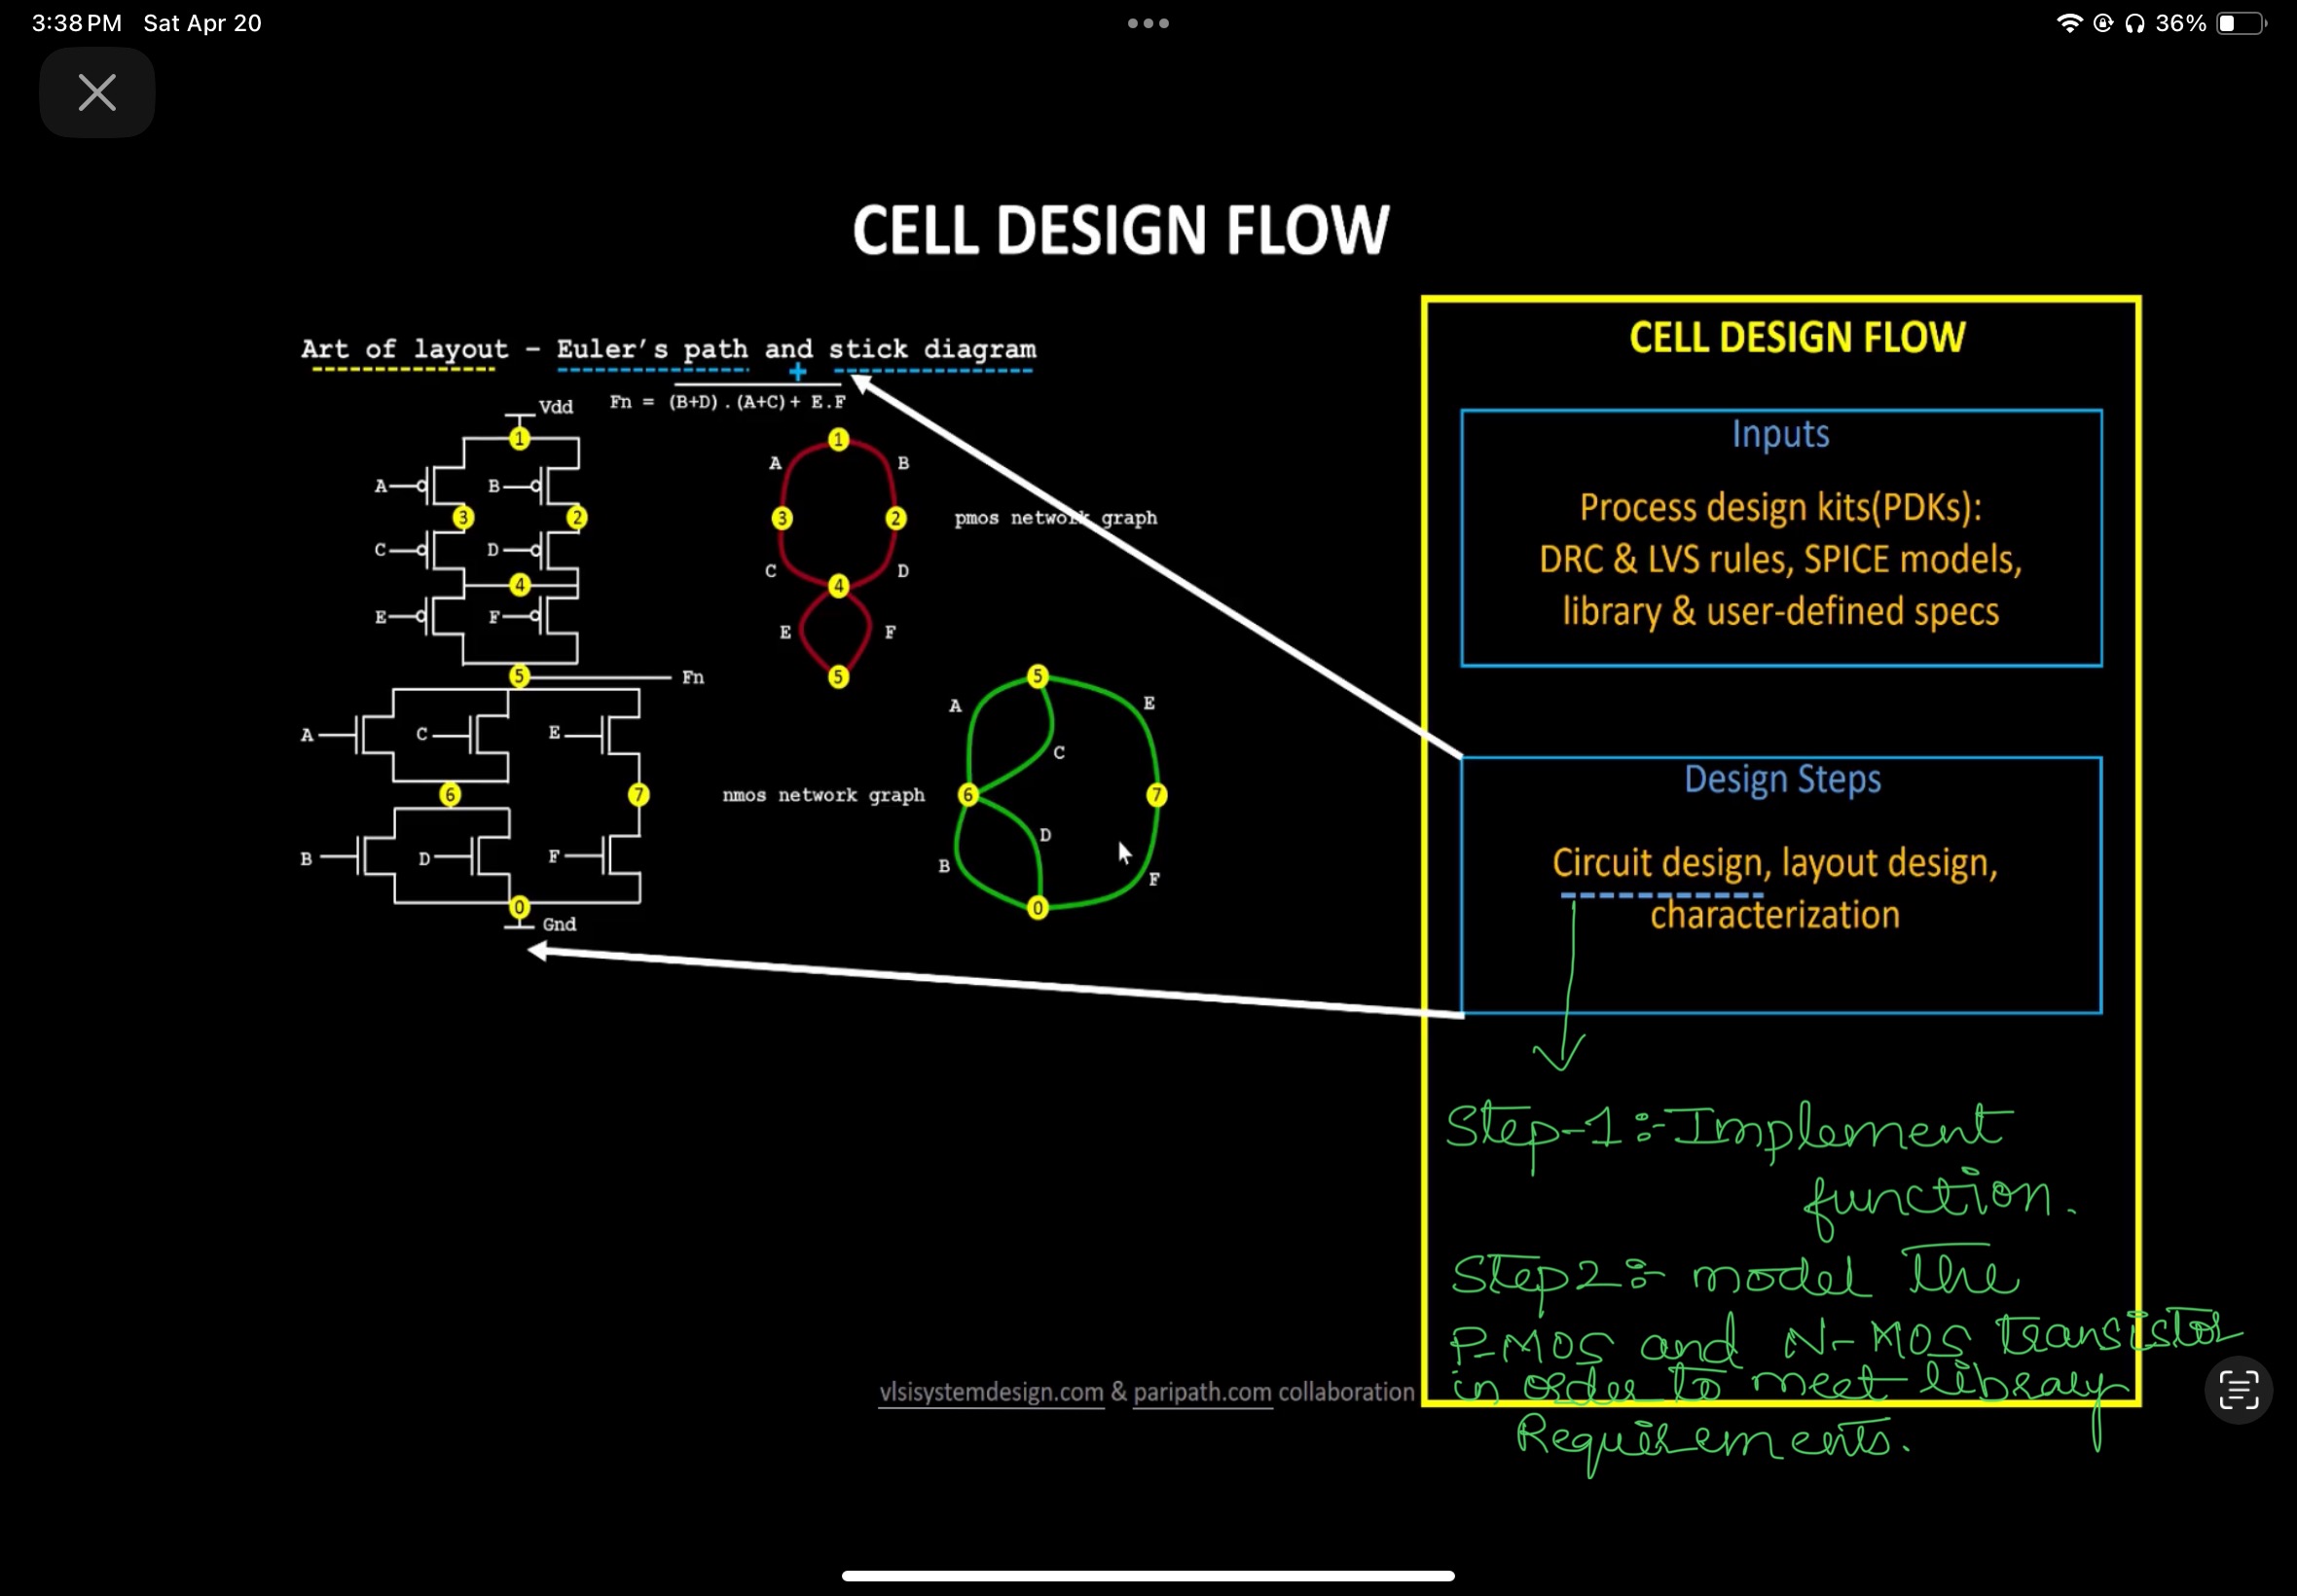 3:38 PM Sat Apr 20
36%
CELL DESIGN FLOW
Art of layout – Euler's path and stick diagram
+
Fn = (B+D).(A+C)+ E.F
Vdd
1
A
B
3
2
C
D
4
E
F
5
Fn
A
C
E
6
7
B
D
F
0
Gnd
1
A
B
3
2
pmos network graph
C
D
4
E
F
5
5
A
E
C
nmos network graph
6
7
D
B
F
0
CELL DESIGN FLOW
Inputs
Process design kits(PDKs):
DRC & LVS rules, SPICE models,
library & user-defined specs
Design Steps
Circuit design, layout design,
characterization
Step-1:-Implement
function.
Step2:- model the
P-MOS and N-MOS transistor
in order to meet library
Requirements.
vlsisystemdesign.com & paripath.com collaboration